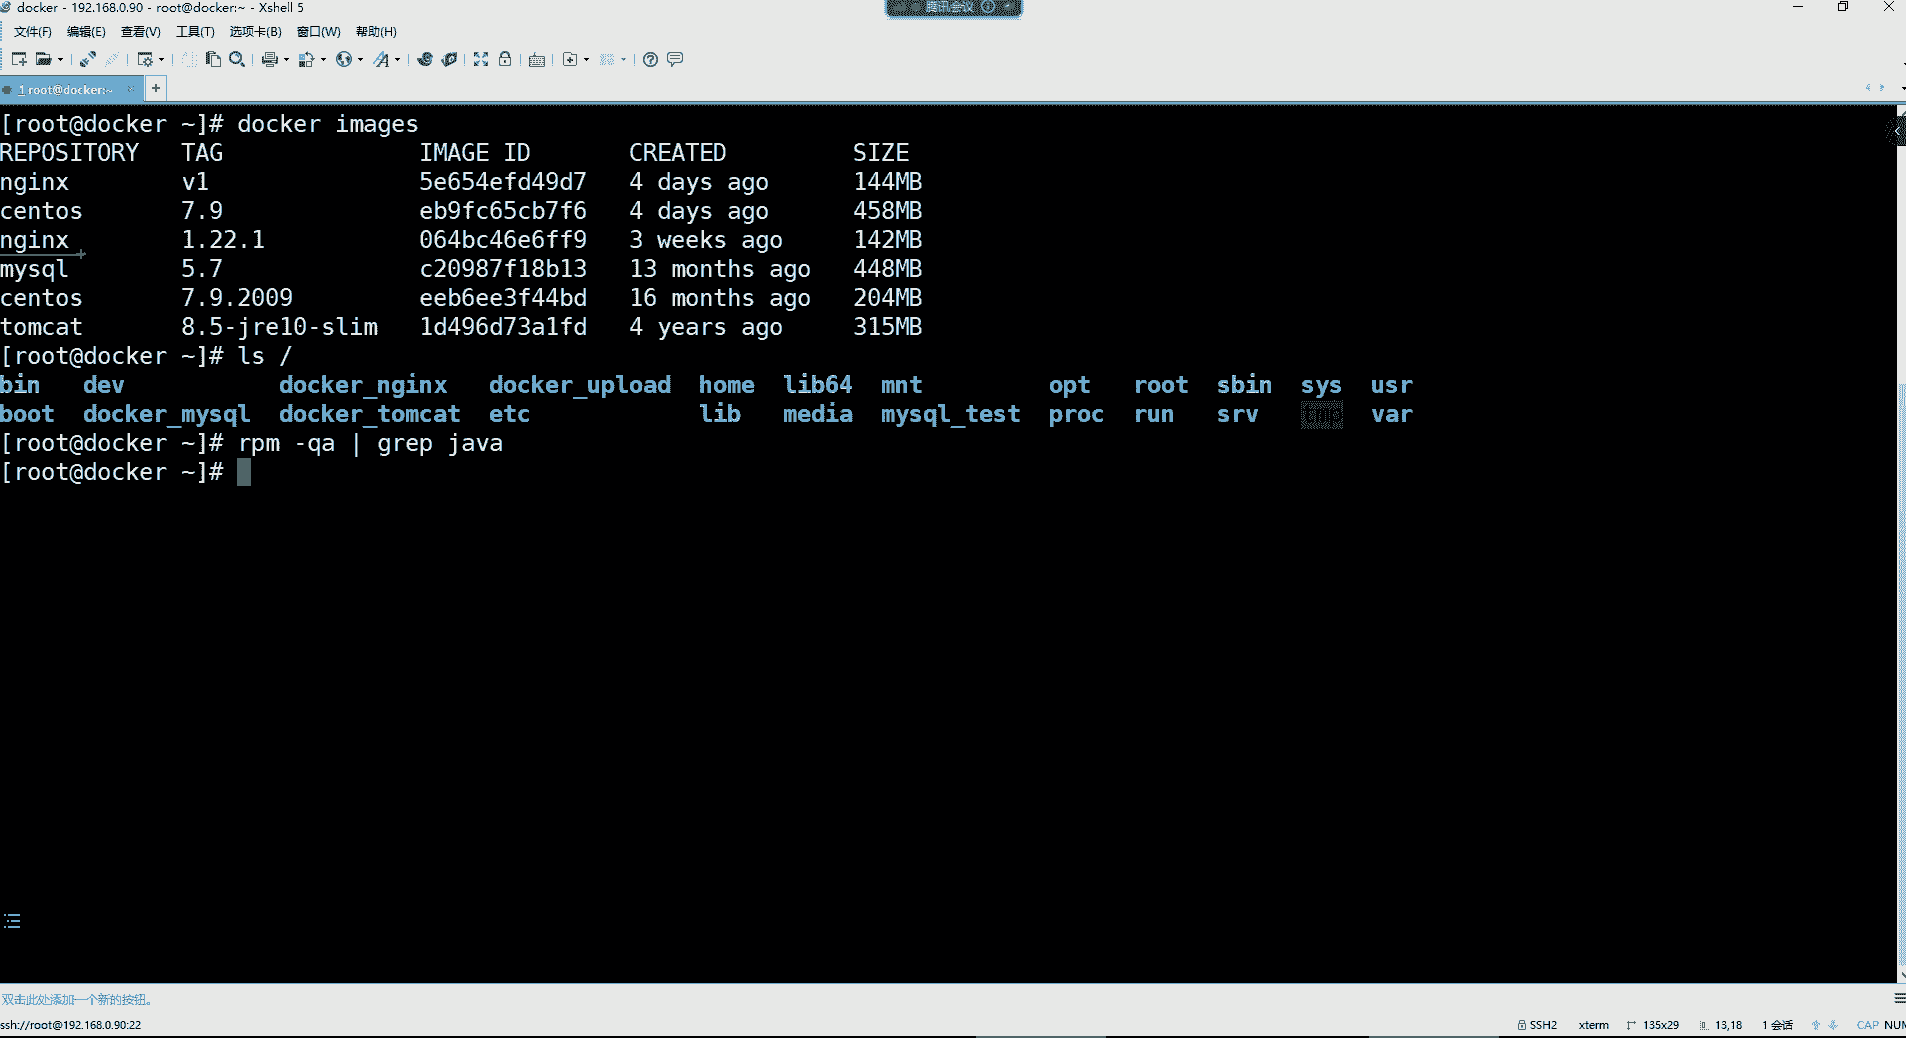 docker - 192.168.0.90 - root@docker:~ - Xshell 5
腾讯会议
文件(F) 编辑(E) 查看(V) 工具(T) 选项卡(B) 窗口(W) 帮助(H)
1 root@docker:~
[root@docker ~]# docker images
REPOSITORY TAG IMAGE ID CREATED SIZE
nginx v1 5e654efd49d7 4 days ago 144MB
centos 7.9 eb9fc65cb7f6 4 days ago 458MB
nginx 1.22.1 064bc46e6ff9 3 weeks ago 142MB
mysql 5.7 c20987f18b13 13 months ago 448MB
centos 7.9.2009 eeb6ee3f44bd 16 months ago 204MB
tomcat 8.5-jre10-slim 1d496d73a1fd 4 years ago 315MB
[root@docker ~]# ls /
bin dev docker_nginx docker_upload home lib64 mnt opt root sbin sys usr
boot docker_mysql docker_tomcat etc lib media mysql_test proc run srv tmp var
[root@docker ~]# rpm -qa | grep java
[root@docker ~]#
双击此处添加一个新的按钮。
ssh://root@192.168.0.90:22 SSH2 xterm 135x29 13,18 1 会话 CAP NUM